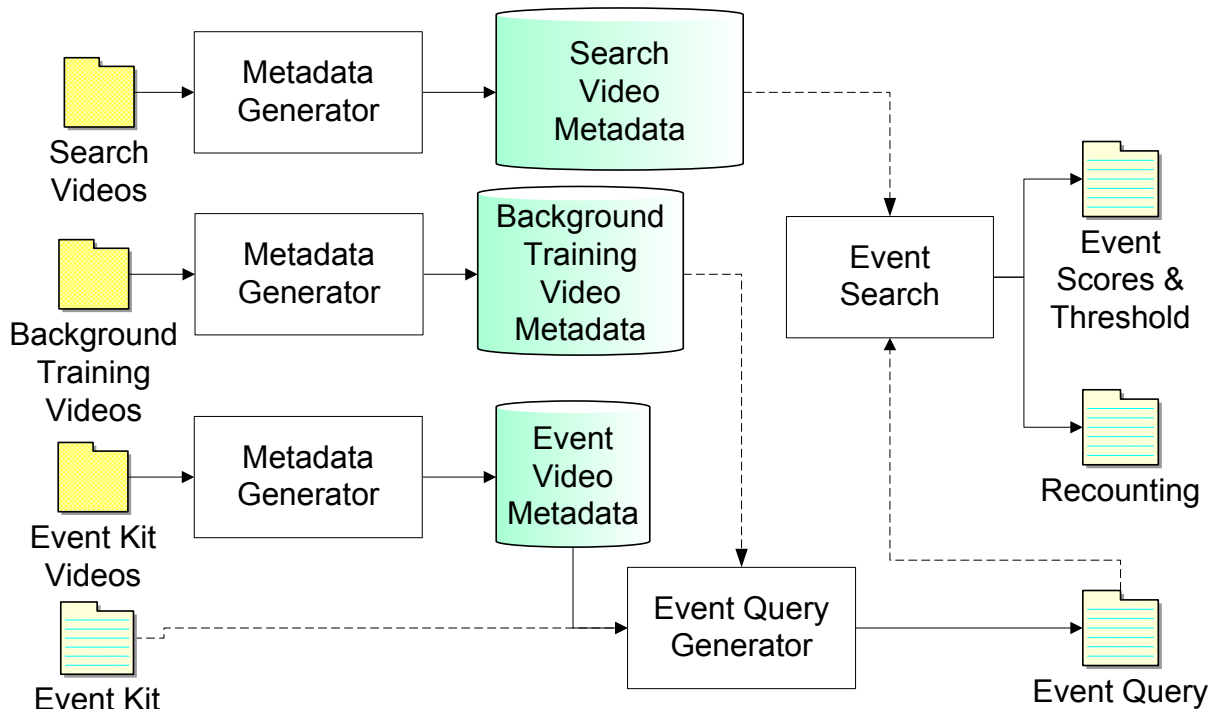 Search
Videos
Metadata
Generator
Search
Video
Metadata
Background
Training
Videos
Metadata
Generator
Background
Training
Video
Metadata
Event Kit
Videos
Metadata
Generator
Event
Video
Metadata
Event Kit
Event Query
Generator
Event
Search
Event
Scores &
Threshold
Recounting
Event Query